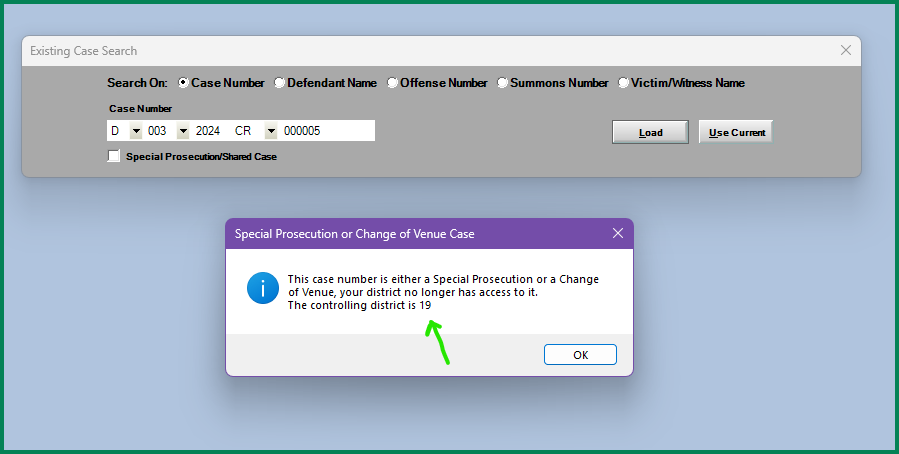 Existing Case Search
Search On: Case Number Defendant Name Offense Number Summons Number Victim/Witness Name
Case Number
D 003 2024 CR 000005
Load Use Current
Special Prosecution/Shared Case
Special Prosecution or Change of Venue Case
This case number is either a Special Prosecution or a Change
of Venue, your district no longer has access to it.
The controlling district is 19
OK